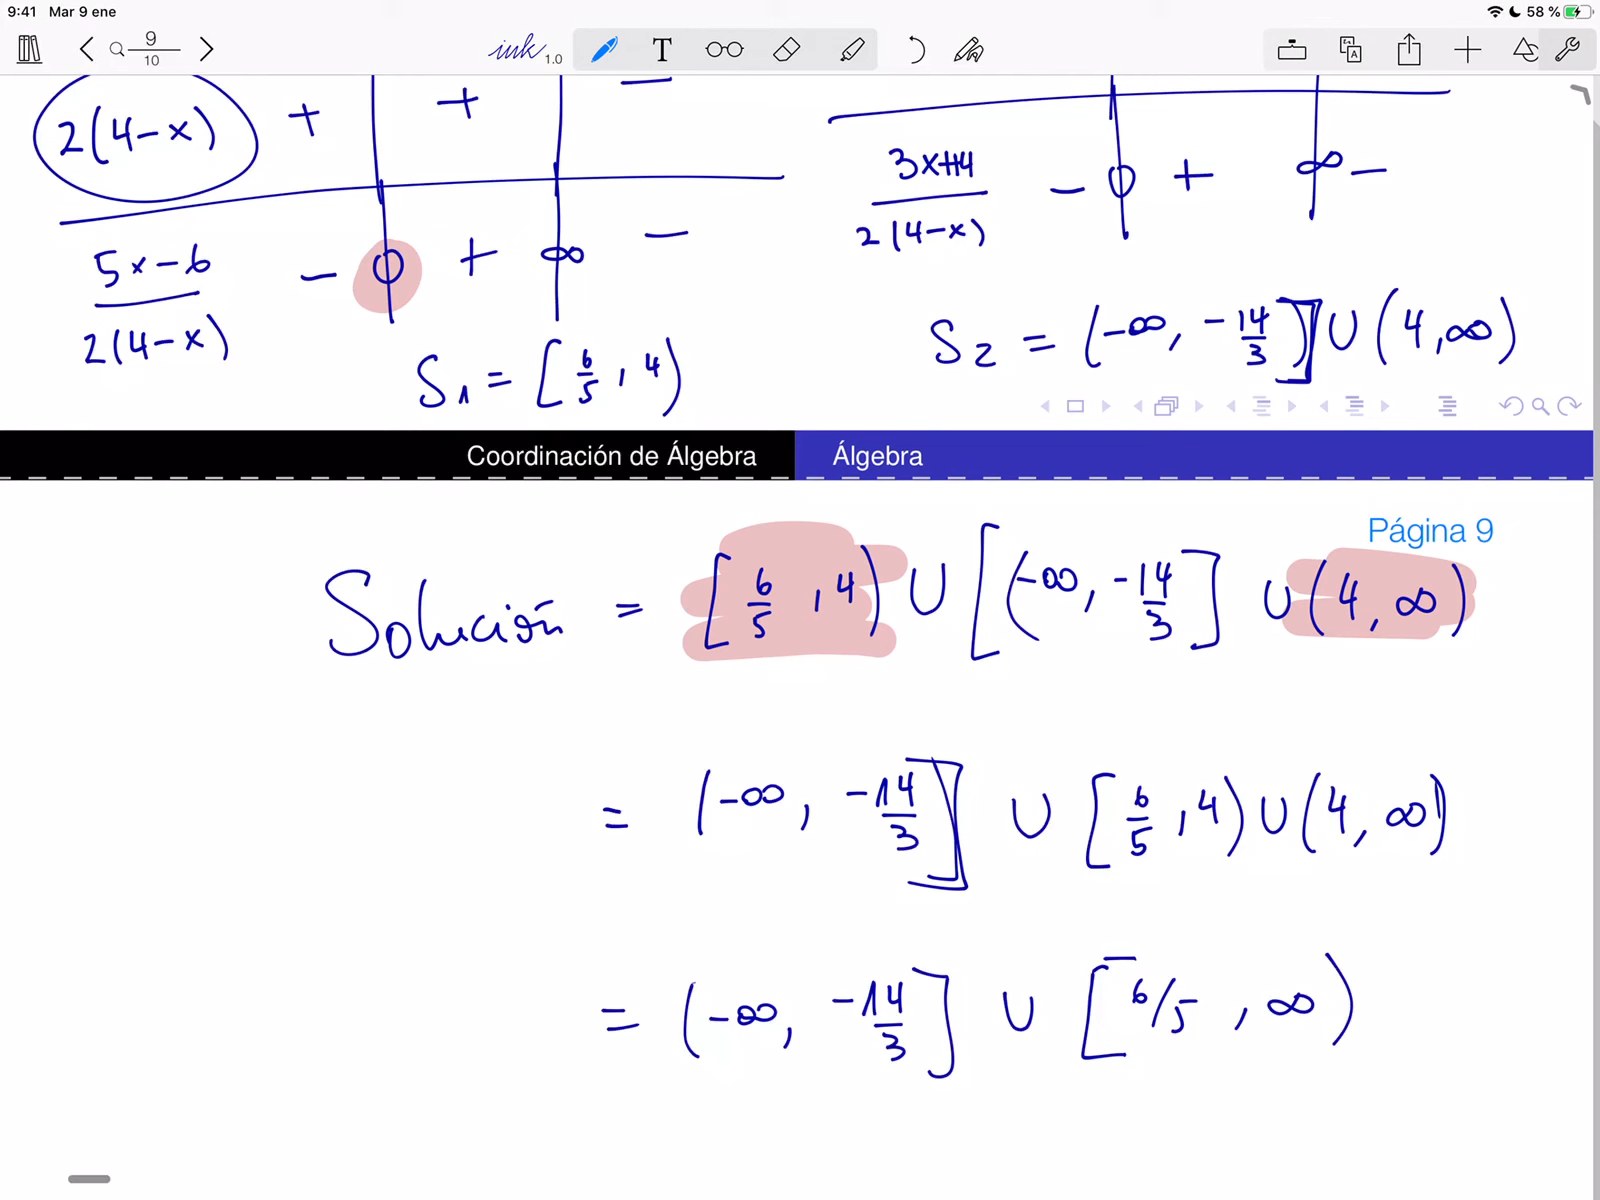 9:41 Mar 9 ene
58 %
9
10
ink 1.0
T
2(4-x) + + −
5x-6
2(4-x)
− 0 + ∞ −
S1 = [6/5, 4)
3x+14
2(4-x)
− 0 + ∞ −
S2 = (-∞, -14/3] ∪ (4, ∞)
Coordinación de Álgebra Álgebra
Página 9
Solución = [6/5, 4) ∪ [(-∞, -14/3] ∪ (4, ∞)
= (-∞, -14/3] ∪ [6/5, 4) ∪ (4, ∞)
= (-∞, -14/3] ∪ [6/5, ∞)